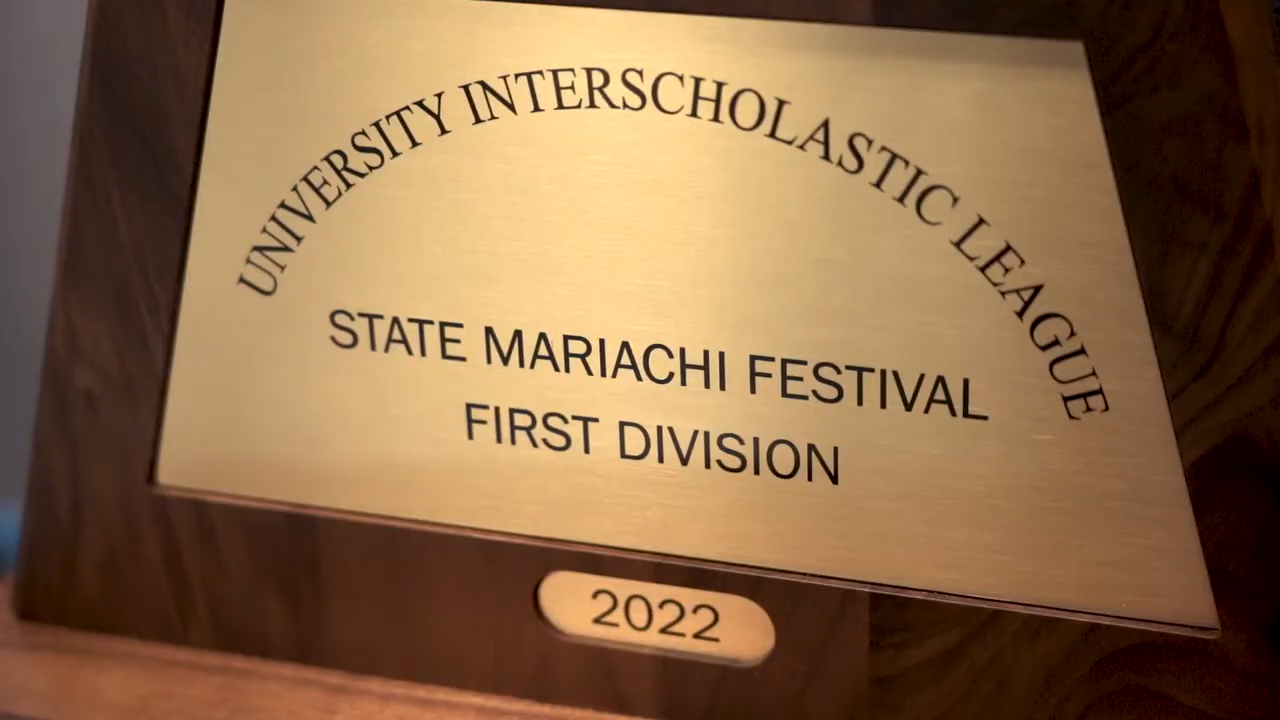 UNIVERSITY INTERSCHOLASTIC LEAGUE
STATE MARIACHI FESTIVAL
FIRST DIVISION
2022